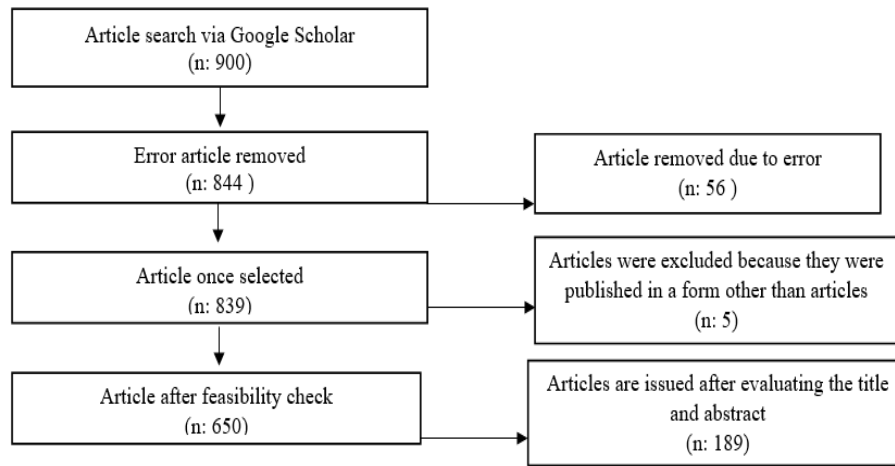 Article search via Google Scholar
(n: 900)
Error article removed
(n: 844 )
Article removed due to error
(n: 56 )
Article once selected
(n: 839)
Articles were excluded because they were
published in a form other than articles
(n: 5)
Article after feasibility check
(n: 650)
Articles are issued after evaluating the title
and abstract
(n: 189)